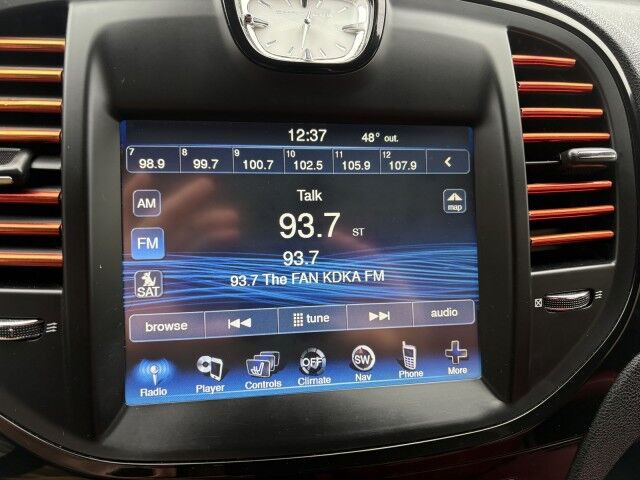 12:37 48° out.
7 8 9 10 11 12
98.9 99.7 100.7 102.5 105.9 107.9
Talk
AM
map
93.7 ST
FM
93.7
93.7 The FAN KDKA FM
SAT
browse tune audio
OFF SW
Radio Player Controls Climate Nav Phone More